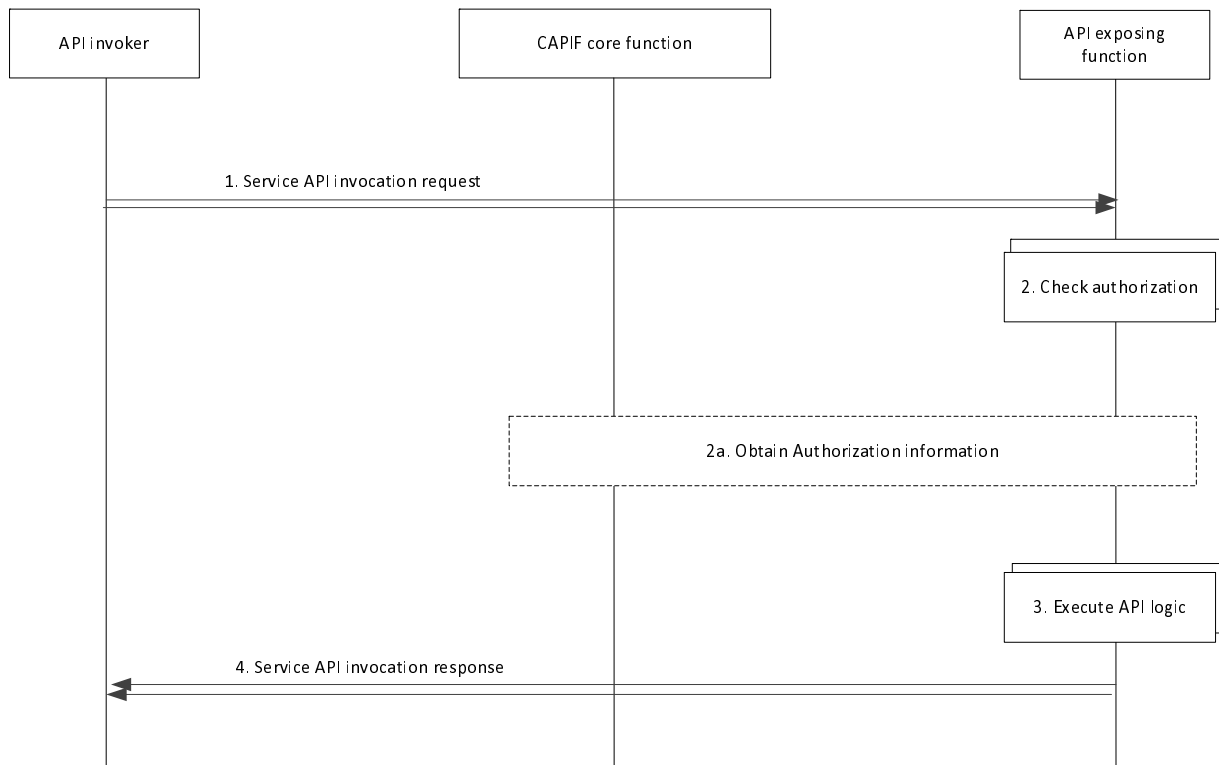 API invoker
CAPIF core function
API exposing
function
1. Service API invocation request
2. Check authorization
2a. Obtain Authorization information
3. Execute API logic
4. Service API invocation response